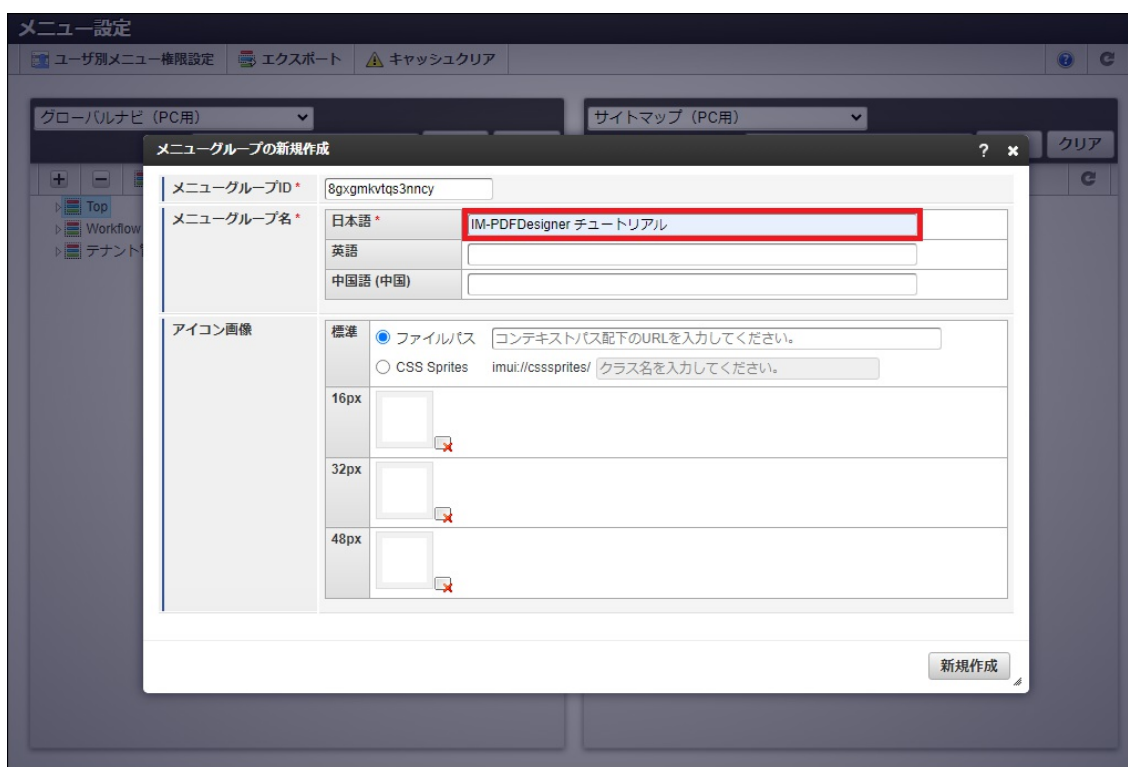 メニュー設定
ユーザ別メニュー権限設定 エクスポート キャッシュクリア
グローバルナビ (PC用) サイトマップ (PC用)
クリア
メニューグループの新規作成 ?
Top
Workflow
テナント
メニューグループID * 8gxgmkvtqs3nncy
メニューグループ名 * 日本語 * IM-PDFDesigner チュートリアル
英語
中国語 (中国)
アイコン画像 標準 ファイルパス コンテキストパス配下のURLを入力してください。
CSS Sprites imui://csssprites/ クラス名を入力してください。
16px
32px
48px
新規作成